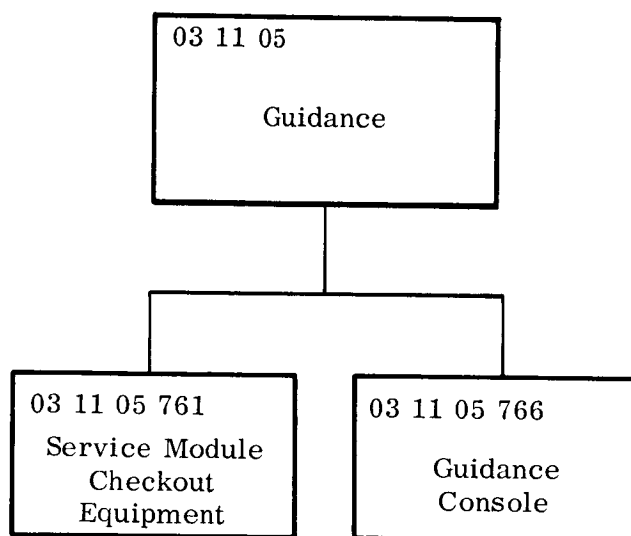 03 11 05
Guidance
03 11 05 761
Service Module
Checkout
Equipment
03 11 05 766
Guidance
Console